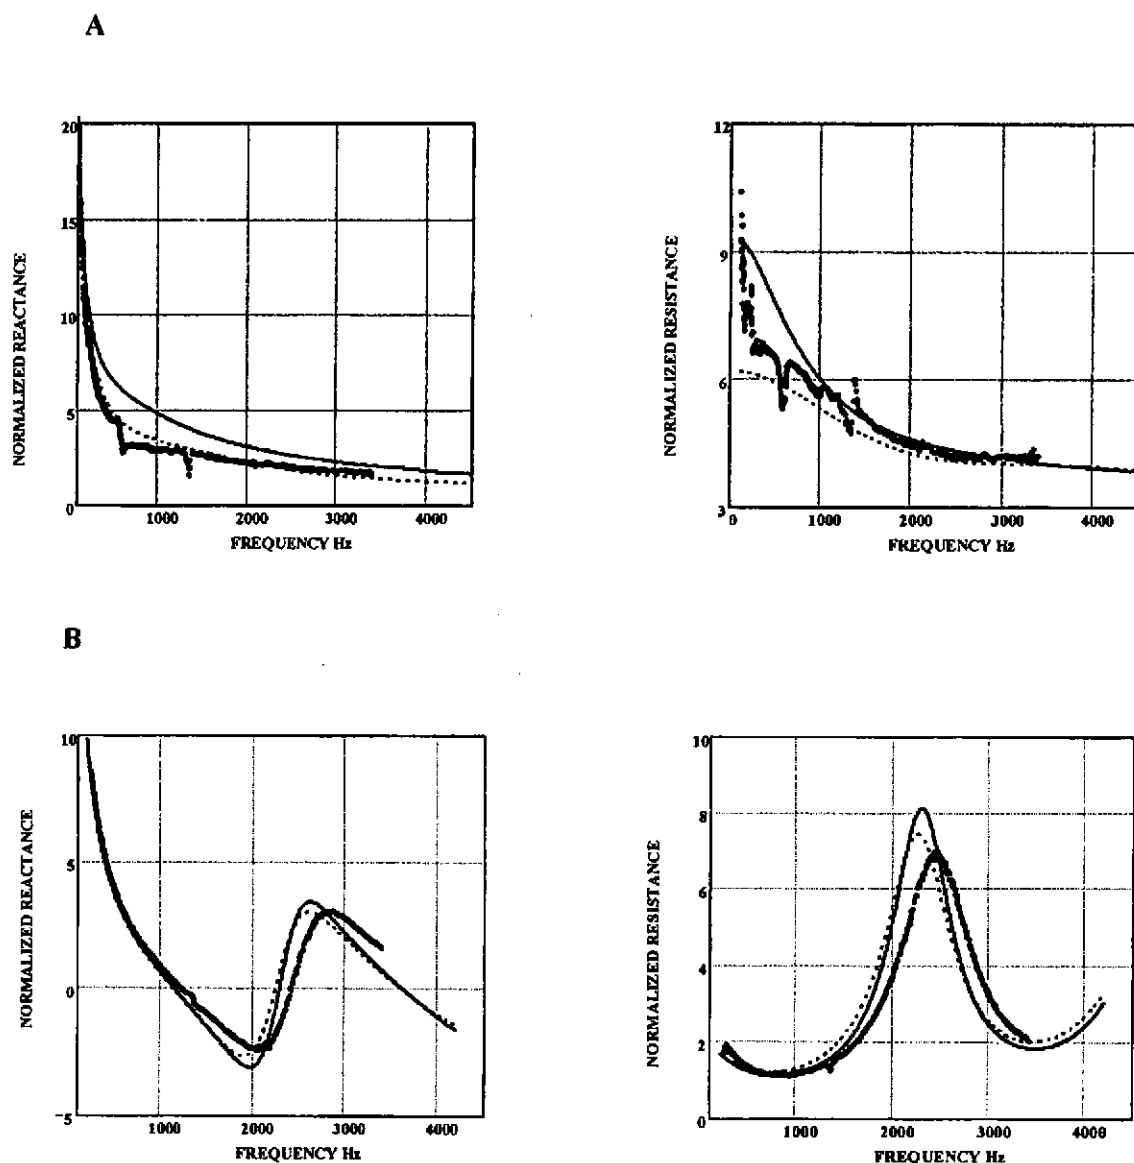 A
20
15
10
5
0
1000 2000 3000 4000
NORMALIZED REACTANCE
FREQUENCY Hz
12
9
6
3
0 1000 2000 3000 4000
NORMALIZED RESISTANCE
FREQUENCY Hz
B
10
5
0
-5
1000 2000 3000 4000
NORMALIZED REACTANCE
FREQUENCY Hz
10
8
6
4
2
0
1000 2000 3000 4000
NORMALIZED RESISTANCE
FREQUENCY Hz